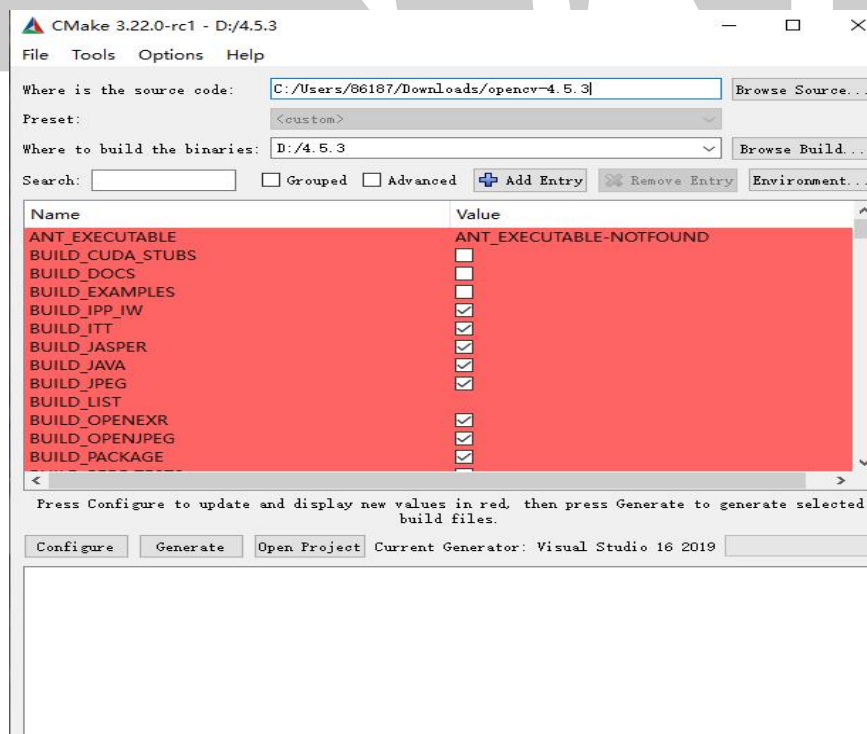 CMake 3.22.0-rc1 - D:/4.5.3
File Tools Options Help
Where is the source code: C:/Users/86187/Downloads/opencv-4.5.3 Browse Source...
Preset: <custom>
Where to build the binaries: D:/4.5.3 Browse Build...
Search: Grouped Advanced Add Entry Remove Entry Environment...
Name Value
ANT_EXECUTABLE ANT_EXECUTABLE-NOTFOUND
BUILD_CUDA_STUBS
BUILD_DOCS
BUILD_EXAMPLES
BUILD_IPP_IW
BUILD_ITT
BUILD_JASPER
BUILD_JAVA
BUILD_JPEG
BUILD_LIST
BUILD_OPENEXR
BUILD_OPENJPEG
BUILD_PACKAGE
Press Configure to update and display new values in red, then press Generate to generate selected
build files.
Configure Generate Open Project Current Generator: Visual Studio 16 2019